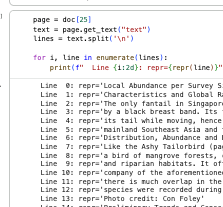 page = doc[25]
text = page.get_text("text")
lines = text.split('\n')
for i, line in enumerate(lines):
print(f"  Line {i:2d}: repr={repr(line)}"
Line  0: repr='Local Abundance per Survey S
Line  1: repr='Characteristics and Global R
Line  2: repr='The only fantail in Singapor
Line  3: repr='by a black breast band. Its
Line  4: repr='its tail while moving, hence
Line  5: repr='mainland Southeast Asia and
Line  6: repr='Distribution, Abundance and
Line  7: repr='Like the Ashy Tailorbird (pa
Line  8: repr='a bird of mangrove forests,
Line  9: repr='and riparian habitats. It of
Line 10: repr='company of the aforementione
Line 11: repr='there is much overlap in the
Line 12: repr='species were recorded during
Line 13: repr='Photo credit: Con Foley'